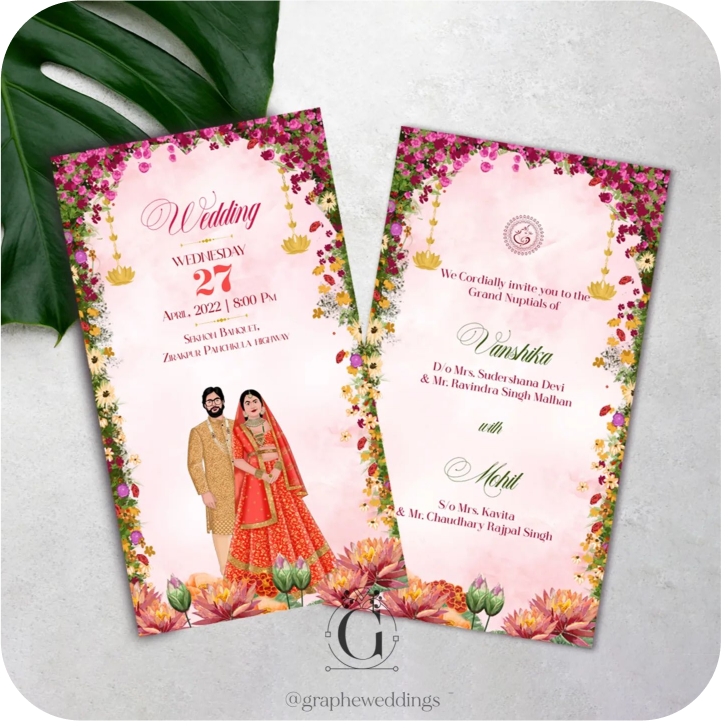 Wedding
WEDNESDAY
27
APRIL, 2022 | 8:00 PM
SEKHON BANQUET,
ZIRAKPUR PANCHKULA HIGHWAY
We Cordially invite you to the
Grand Nuptials of
Vanshika
D/o Mrs. Sudershana Devi
& Mr. Ravindra Singh Malhan
with
Mohit
S/o Mrs. Kavita
& Mr. Chaudhary Rajpal Singh
G
@grapheweddings